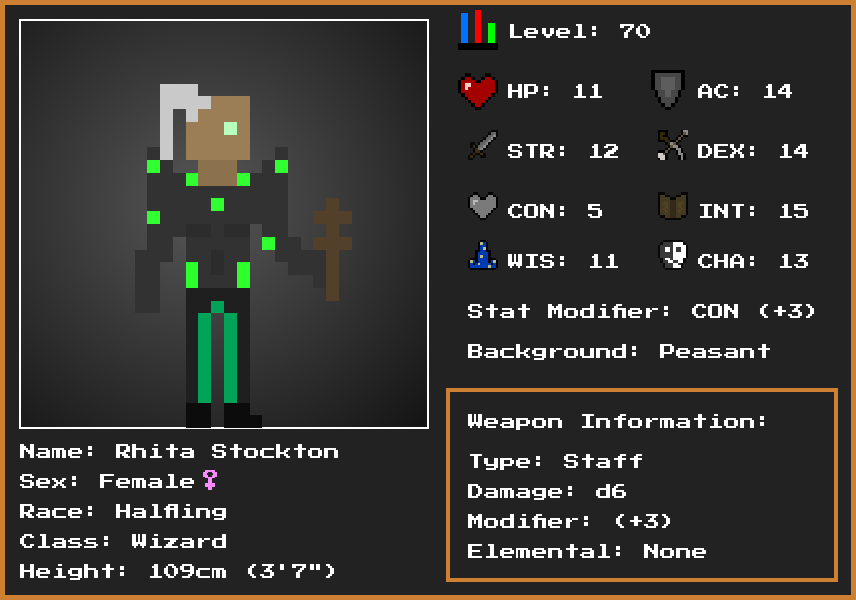 Level: 70
HP: 11 AC: 14
STR: 12 DEX: 14
CON: 5 INT: 15
WIS: 11 CHA: 13
Stat Modifier: CON (+3)
Background: Peasant
Weapon Information:
Type: Staff
Damage: d6
Modifier: (+3)
Elemental: None
Name: Rhita Stockton
Sex: Female♀
Race: Halfling
Class: Wizard
Height: 109cm (3'7")